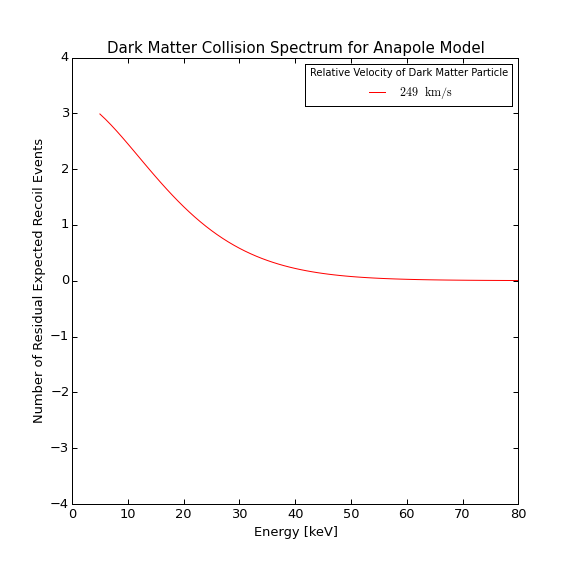 Dark Matter Collision Spectrum for Anapole Model
Relative Velocity of Dark Matter Particle
249 km/s
Number of Residual Expected Recoil Events
4
3
2
1
0
−1
−2
−3
−4
0 10 20 30 40 50 60 70 80
Energy [keV]